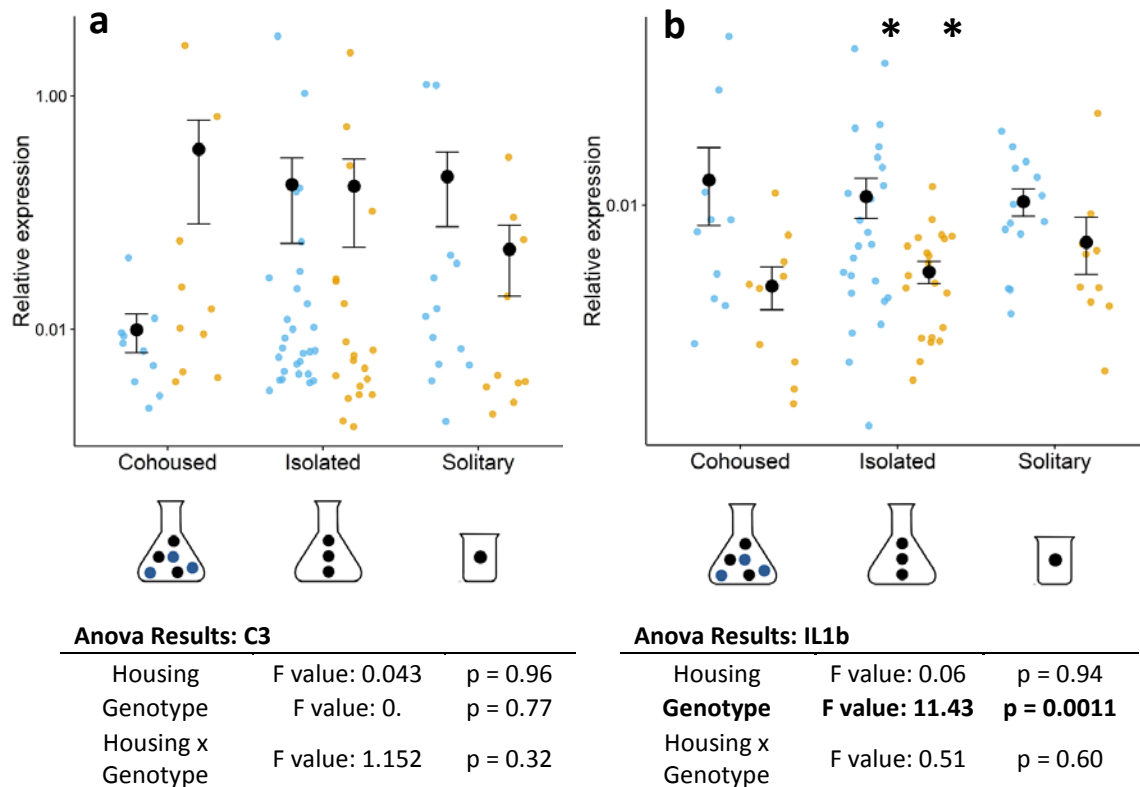 a
Relative expression
1.00
0.01
Cohoused Isolated Solitary
b
* *
Relative expression
0.01
Cohoused Isolated Solitary
Anova Results: C3
Housing F value: 0.043 p = 0.96
Genotype F value: 0. p = 0.77
Housing x
Genotype F value: 1.152 p = 0.32
Anova Results: IL1b
Housing F value: 0.06 p = 0.94
Genotype F value: 11.43 p = 0.0011
Housing x
Genotype F value: 0.51 p = 0.60